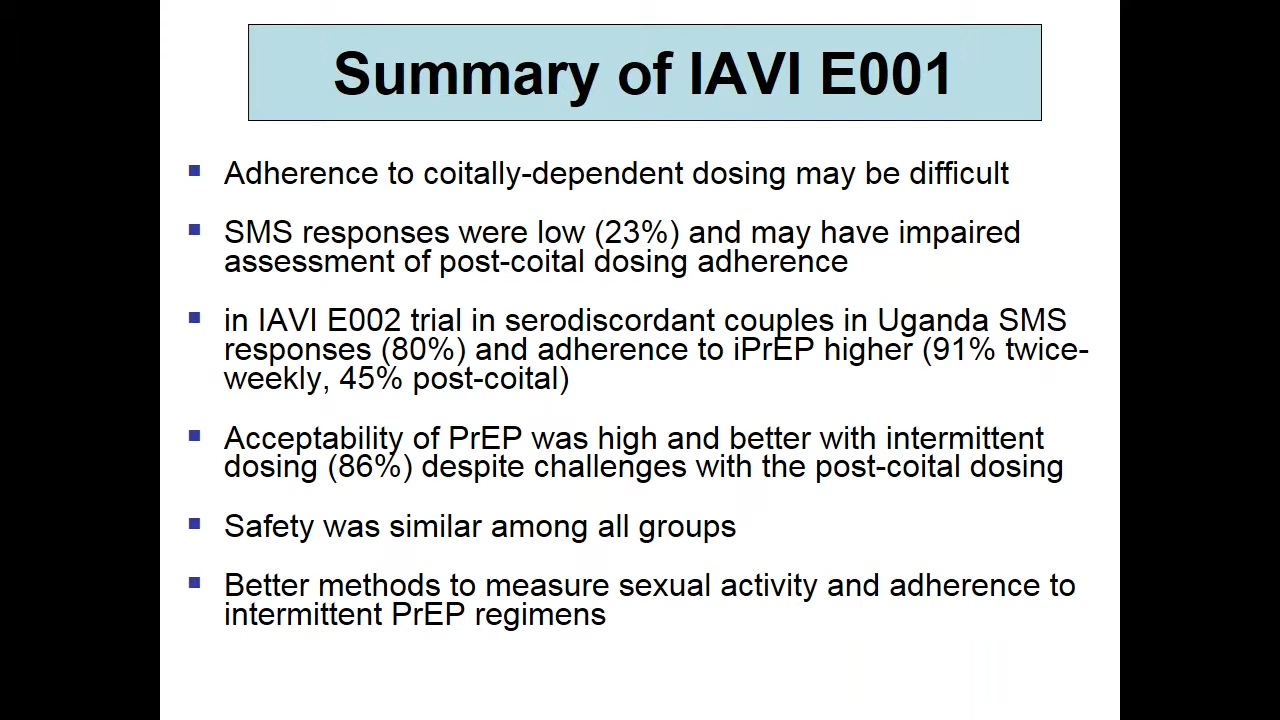 Summary of IAVI E001
Adherence to coitally-dependent dosing may be difficult
SMS responses were low (23%) and may have impaired
assessment of post-coital dosing adherence
in IAVI E002 trial in serodiscordant couples in Uganda SMS
responses (80%) and adherence to iPrEP higher (91% twice-
weekly, 45% post-coital)
Acceptability of PrEP was high and better with intermittent
dosing (86%) despite challenges with the post-coital dosing
Safety was similar among all groups
Better methods to measure sexual activity and adherence to
intermittent PrEP regimens